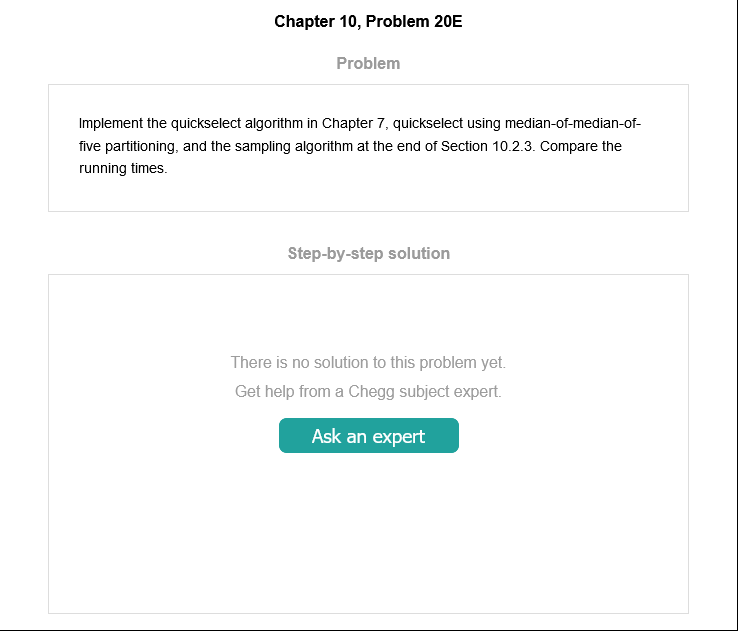 Chapter 10, Problem 20E
Problem
Implement the quickselect algorithm in Chapter 7, quickselect using median-of-median-of-
five partitioning, and the sampling algorithm at the end of Section 10.2.3. Compare the
running times.
Step-by-step solution
There is no solution to this problem yet.
Get help from a Chegg subject expert.
Ask an expert